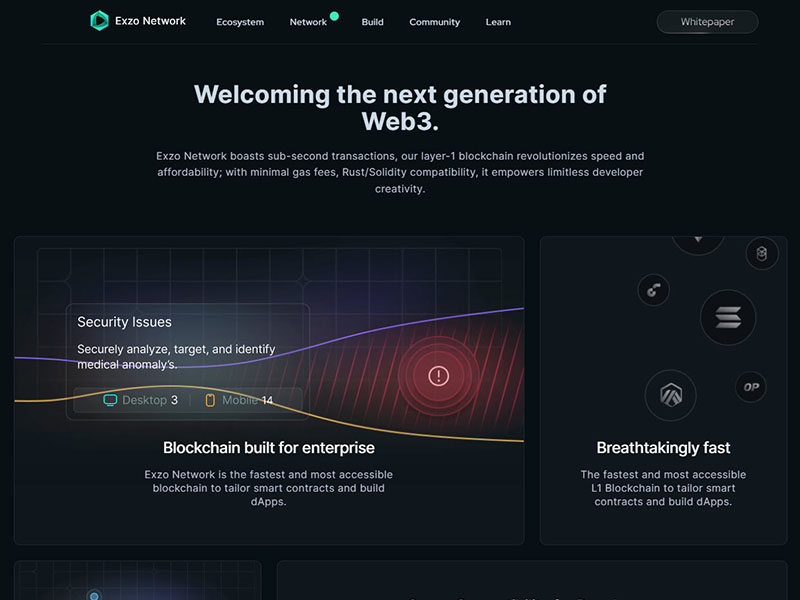 Exzo Network
Ecosystem
Network
Build
Community
Learn
Whitepaper
Welcoming the next generation of
Web3.
Exzo Network boasts sub-second transactions, our layer-1 blockchain revolutionizes speed and
affordability; with minimal gas fees, Rust/Solidity compatibility, it empowers limitless developer
creativity.
Security Issues
Securely analyze, target, and identify
medical anomaly's.
Desktop 3
Mobile 14
Blockchain built for enterprise
Exzo Network is the fastest and most accessible
blockchain to tailor smart contracts and build
dApps.
OP
Breathtakingly fast
The fastest and most accessible
L1 Blockchain to tailor smart
contracts and build dApps.